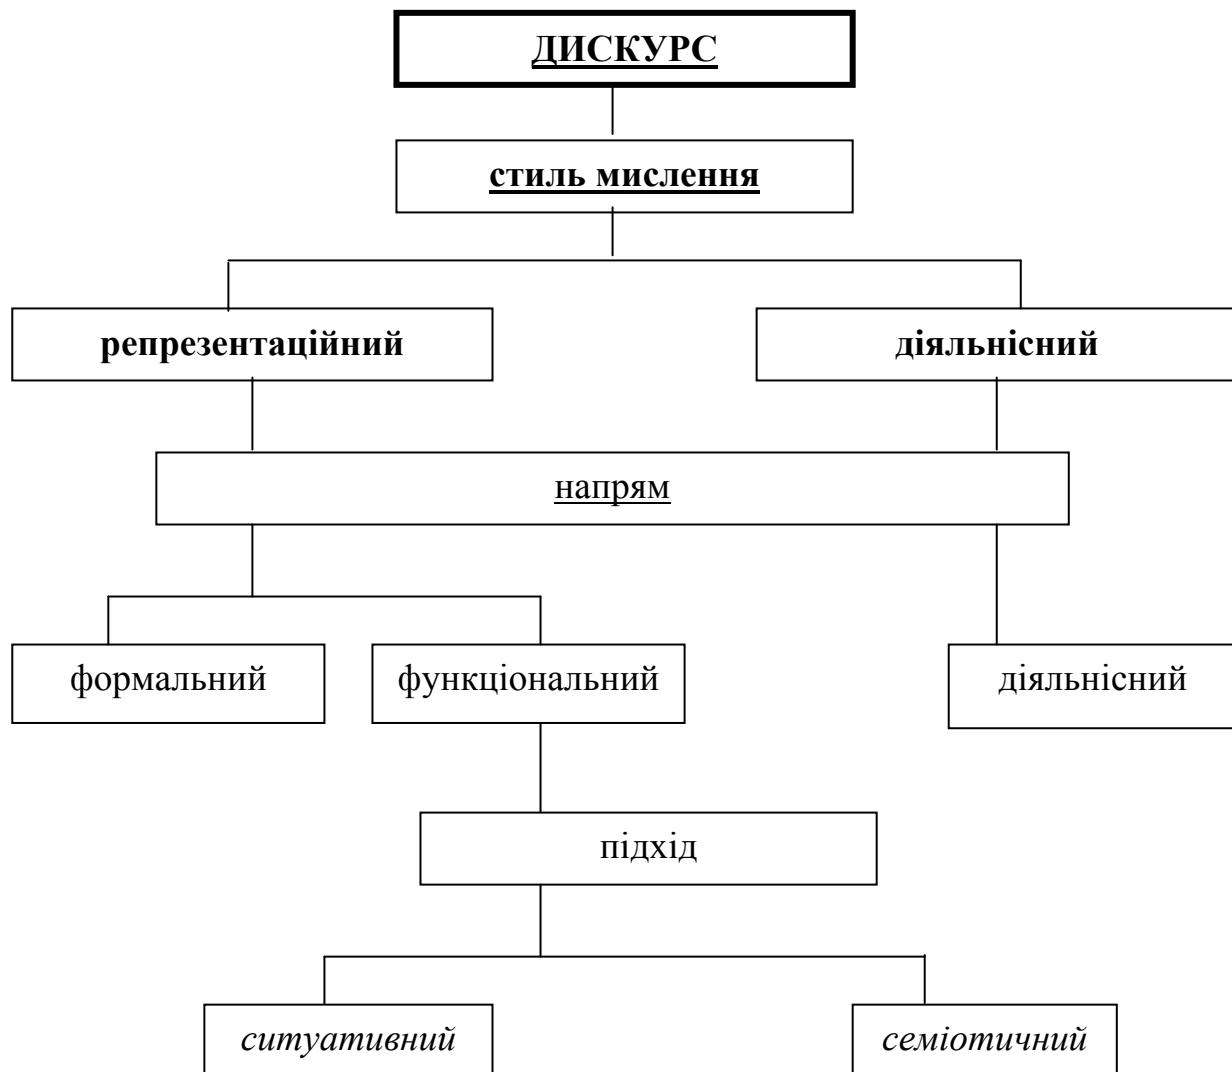 ДИСКУРС
стиль мислення
репрезентаційний
діяльнісний
напрям
формальний
функціональний
діяльнісний
підхід
ситуативний
семіотичний